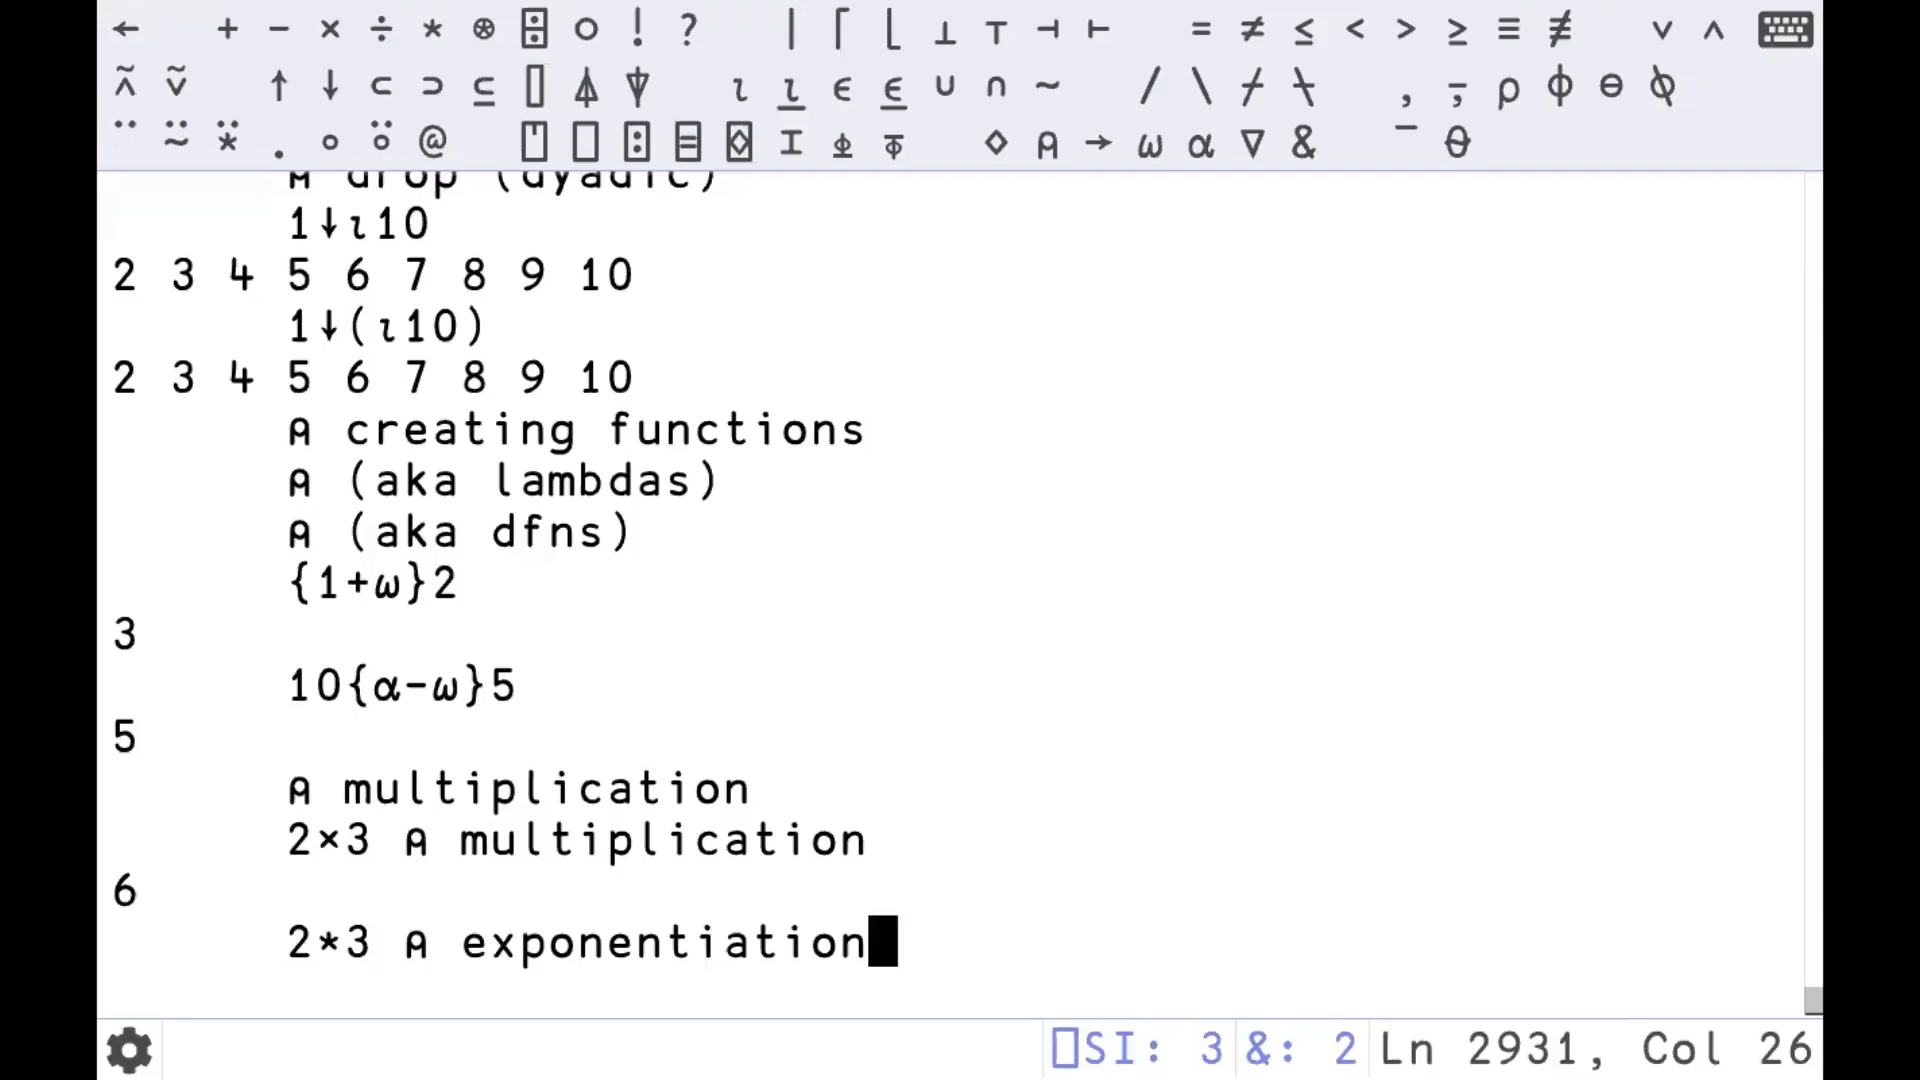 ← + − × ÷ * ⍟ ⌹ ○ ! ? | ⌈ ⌊ ⊥ ⊤ ⊣ ⊢ = ≠ ≤ < > ≥ ≡ ≢ ∨ ∧
⍲ ⍱ ↑ ↓ ⊂ ⊃ ⊆ ⌷ ⍋ ⍒ ⍳ ⍸ ∊ ⍷ ∪ ∩ ~ / \ ⌿ ⍀ , ⍪ ⍴ ⌽ ⊖ ⍉
¨ ⍨ ⍣ . ∘ ⍤ @ ⍞ ⎕ ⍠ ⌸ ⌺ ⌶ ⍎ ⍕ ⋄ ⍝ → ⍵ ⍺ ∇ & ¯ ⍬
⍝ drop (dyadic)
1↓⍳10
2 3 4 5 6 7 8 9 10
1↓(⍳10)
2 3 4 5 6 7 8 9 10
⍝ creating functions
⍝ (aka lambdas)
⍝ (aka dfns)
{1+⍵}2
3
10{⍺-⍵}5
5
⍝ multiplication
2×3 ⍝ multiplication
6
2*3 ⍝ exponentiation
⎕SI: 3 &: 2 Ln 2931, Col 26